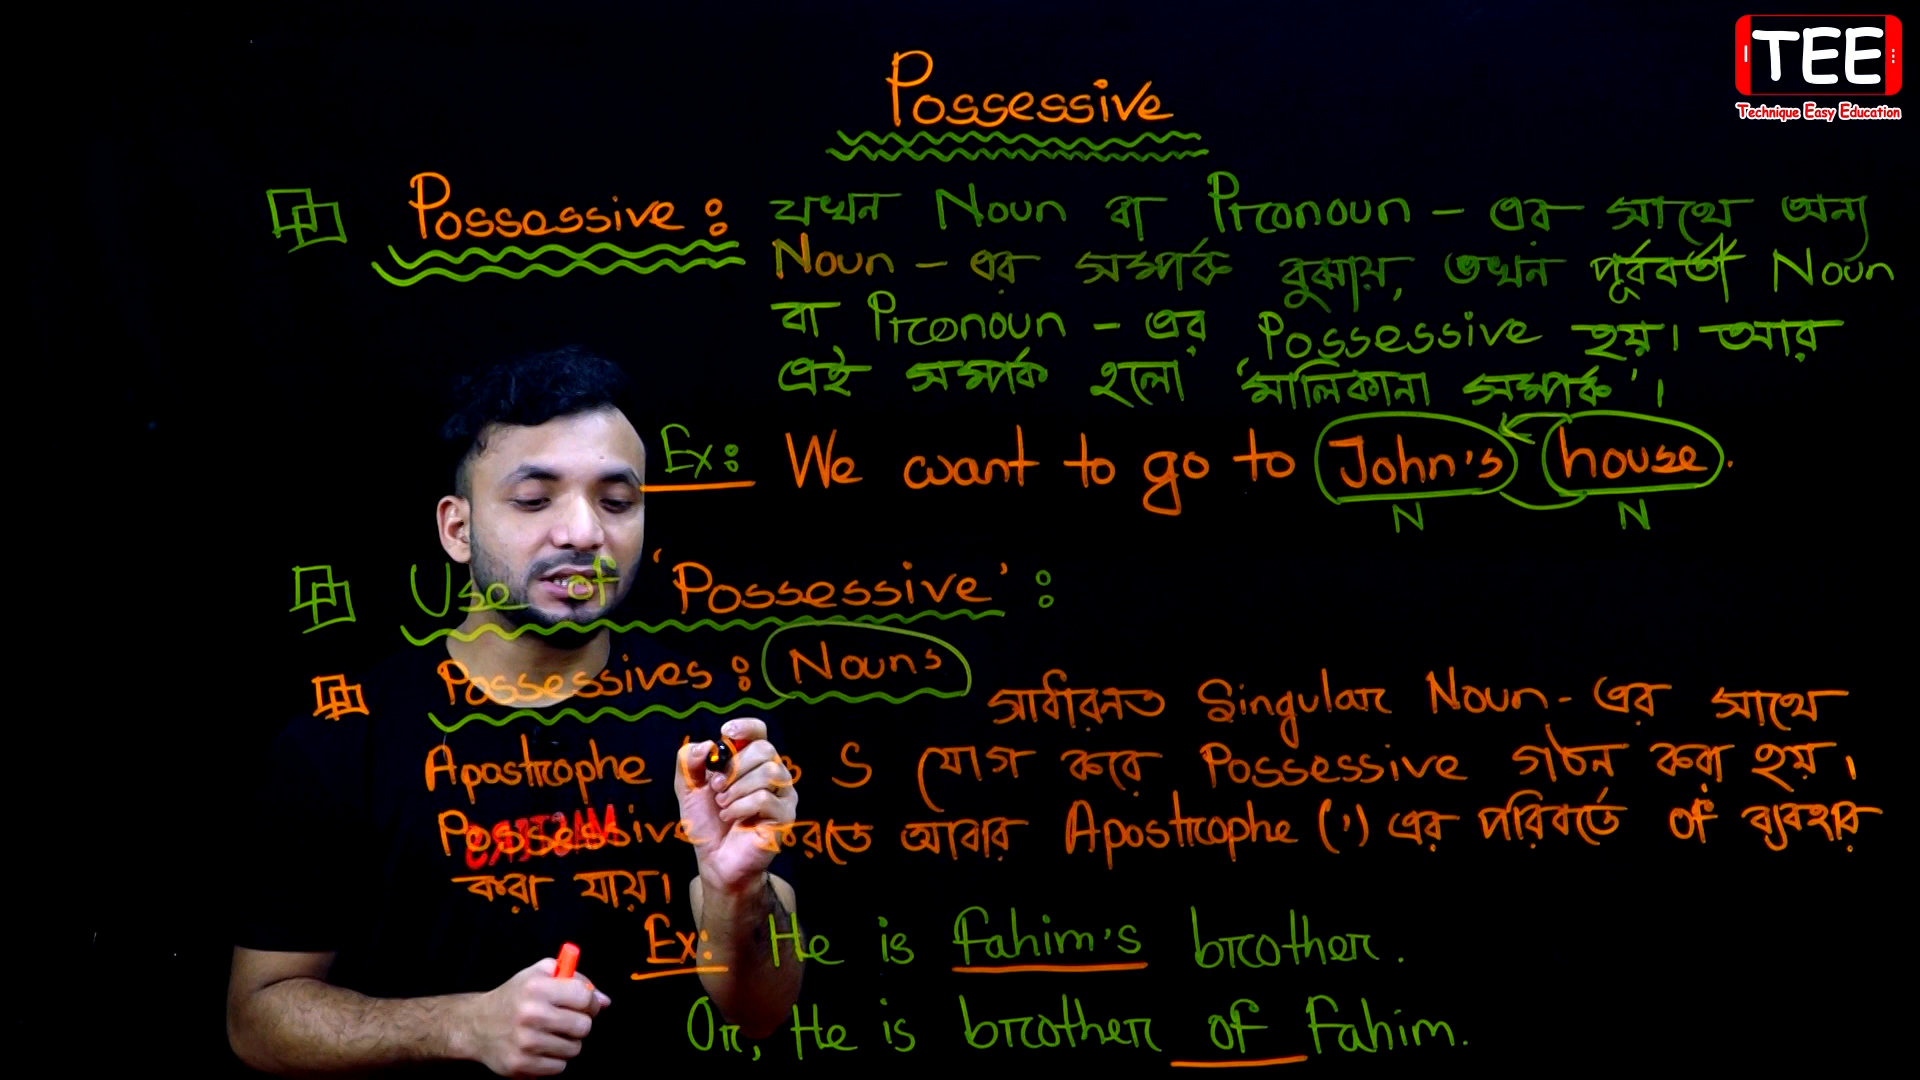 TEE
Technique Easy Education
Possessive
Possessive : যখন Noun বা Pronoun - এর সাথে অন্য
Noun - এর সম্পর্ক বুঝায়, তখন পূর্ববর্তী Noun
বা Pronoun - এর Possessive হয়। আর
এই সম্পর্ক হলো 'মালিকানা সম্পর্ক'।
Ex: We want to go to John's house.
N N
Use of 'Possessive' :
Possessives : Nouns
সাধারনত Singular Noun - এর সাথে
Apostrophe S যোগ করে Possessive গঠন করা হয়।
Possessive করতে আবার Apostrophe (') এর পরিবর্তে of ব্যবহার
করা যায়।
Ex: He is Fahim's brother.
Or, He is brother of Fahim.